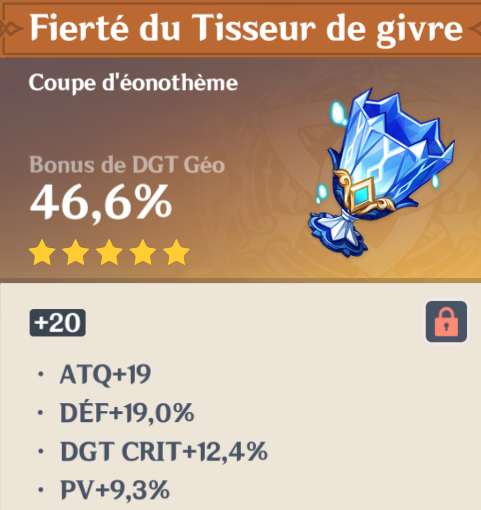 Fierté du Tisseur de givre
Coupe d'éonothème
Bonus de DGT Géo
46,6%
+20
· ATQ+19
· DÉF+19,0%
· DGT CRIT+12,4%
· PV+9,3%